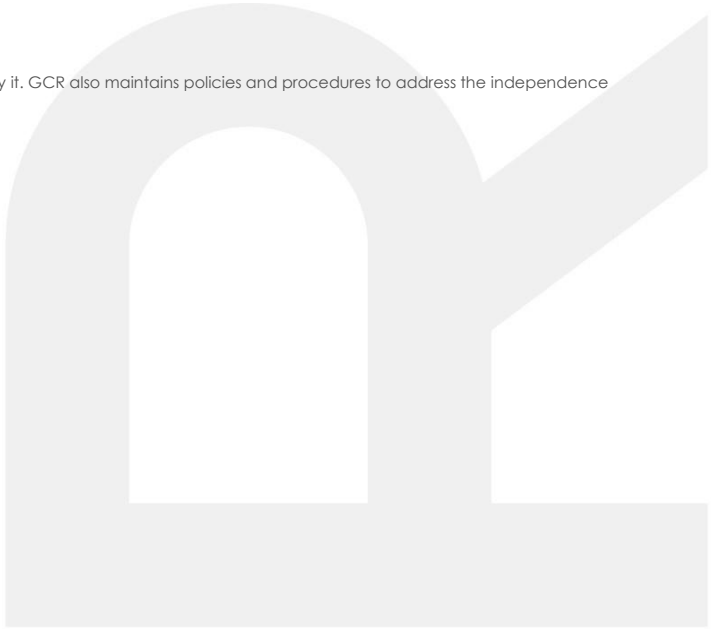 y it. GCR also maintains policies and procedures to address the independence